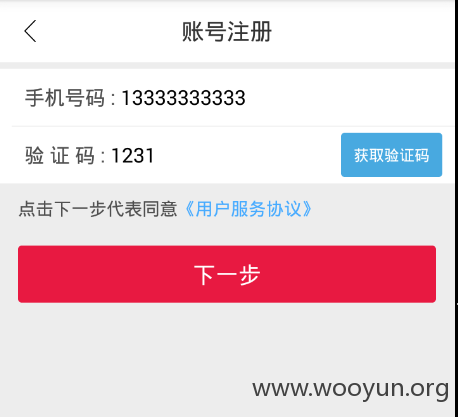 账号注册
手机号码 : 13333333333
验 证 码 : 1231
获取验证码
点击下一步代表同意《用户服务协议》
下一步
www.wooyun.org